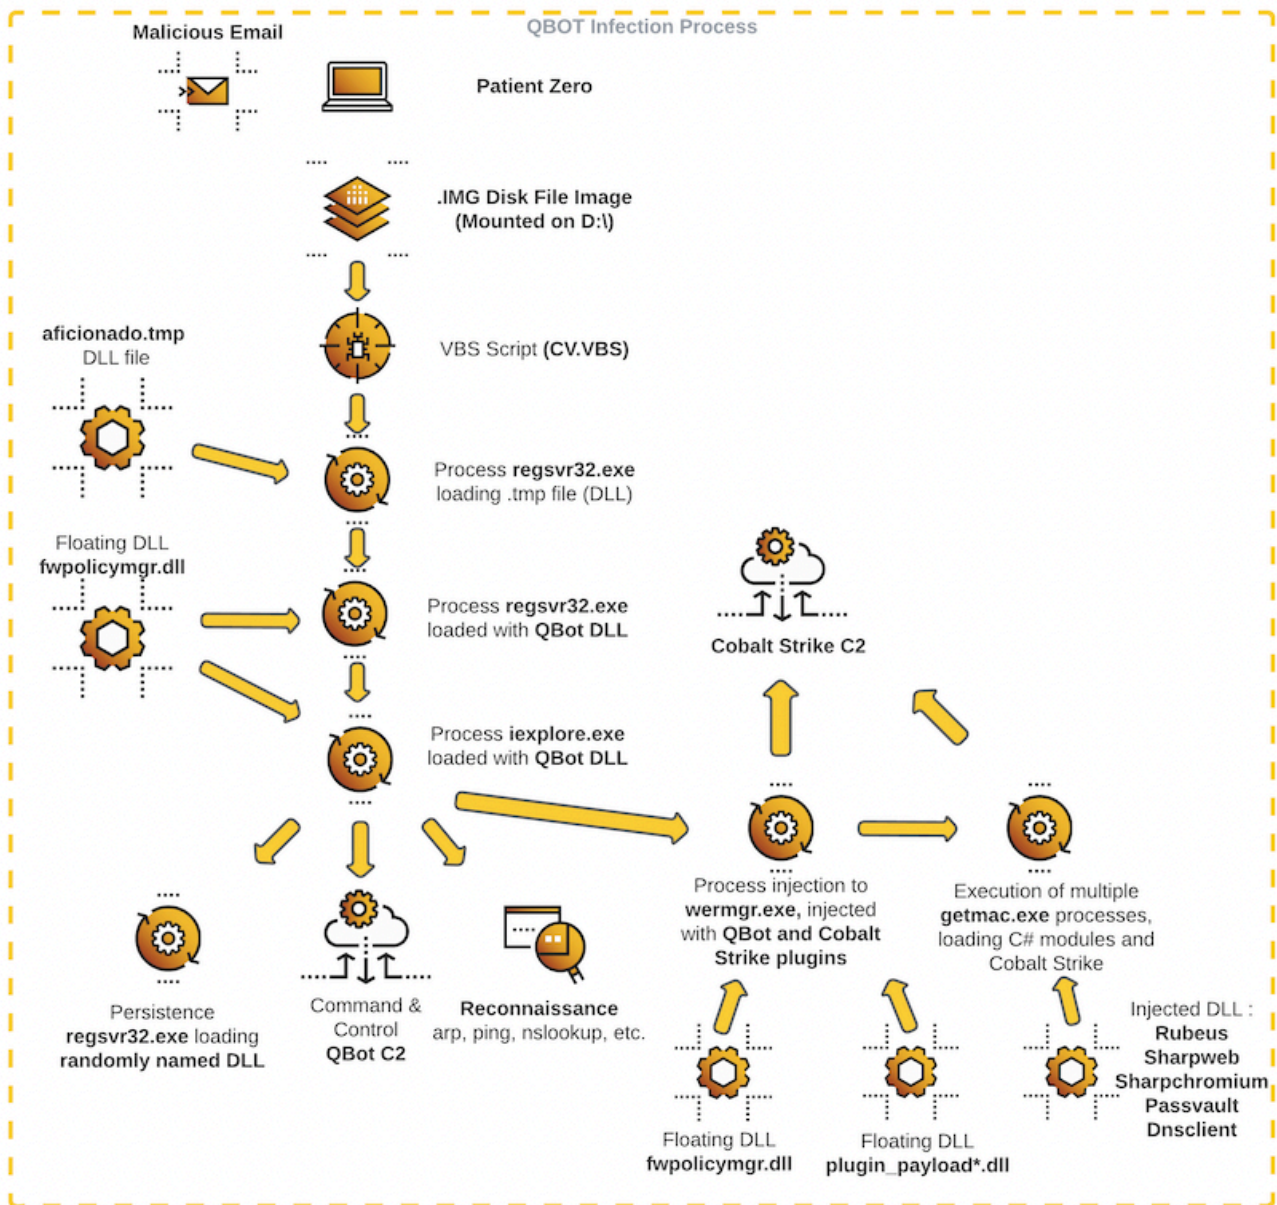 QBOT Infection Process
Malicious Email
Patient Zero
.IMG Disk File Image
(Mounted on D:\)
VBS Script (CV.VBS)
aficionado.tmp
DLL file
Process regsvr32.exe
loading .tmp file (DLL)
Floating DLL
fwpolicymgr.dll
Process regsvr32.exe
loaded with QBot DLL
Process iexplore.exe
loaded with QBot DLL
Cobalt Strike C2
Process injection to
wermgr.exe, injected
with QBot and Cobalt
Strike plugins
Execution of multiple
getmac.exe processes,
loading C# modules and
Cobalt Strike
Persistence
regsvr32.exe loading
randomly named DLL
Command &
Control
QBot C2
Reconnaissance
arp, ping, nslookup, etc.
Floating DLL
fwpolicymgr.dll
Floating DLL
plugin_payload*.dll
Injected DLL :
Rubeus
Sharpweb
Sharpchromium
Passvault
Dnsclient